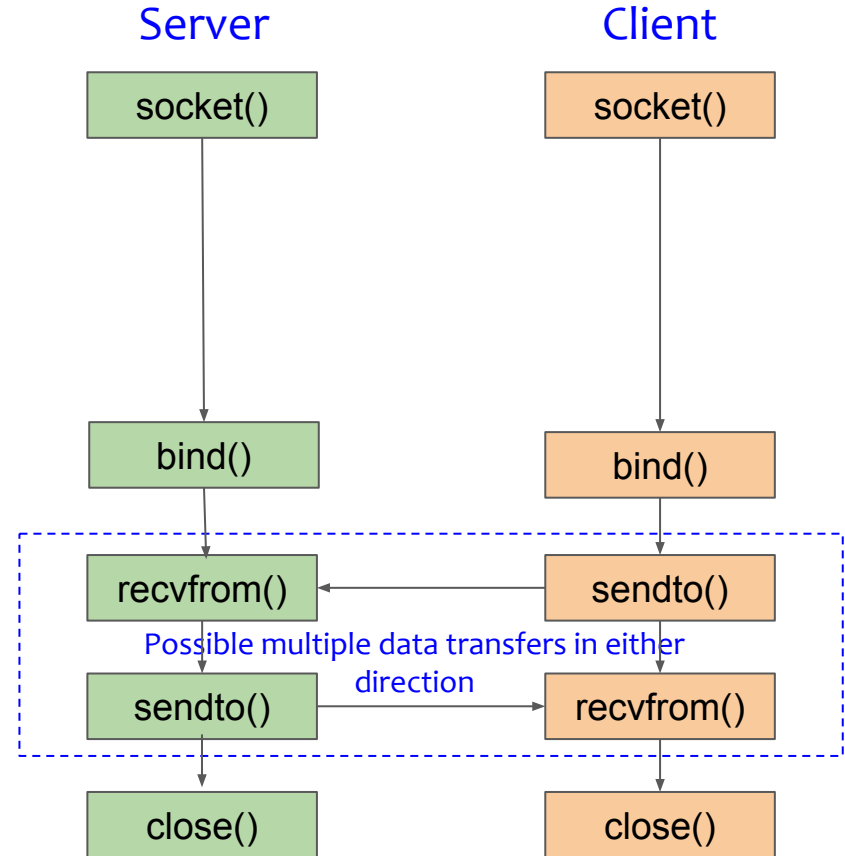 Server
Client
socket()
socket()
bind()
bind()
recvfrom()
sendto()
Possible multiple data transfers in either
direction
sendto()
recvfrom()
close()
close()